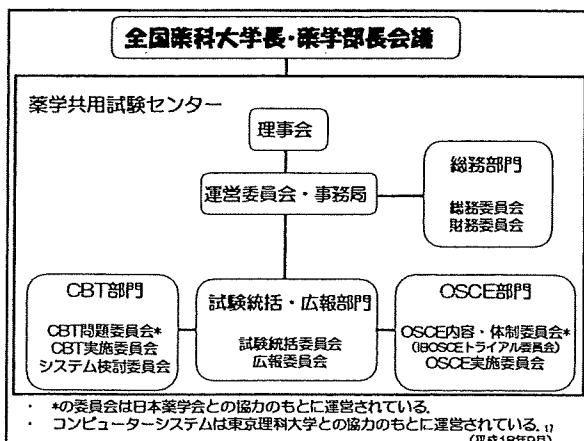 全国薬科大学長・薬学部長会議
薬学共用試験センター
理事会
運営委員会・事務局
総務部門
総務委員会
財務委員会
CBT部門
CBT問題委員会*
CBT実施委員会
システム検討委員会
試験統括・広報部門
試験統括委員会
広報委員会
OSCE部門
OSCE内容・体制委員会*
(旧OSCEトライアル委員会)
OSCE実施委員会
・ *の委員会は日本薬学会との協力のもとに運営されている.
・ コンピューターシステムは東京理科大学との協力のもとに運営されている. 17
(平成18年9月)